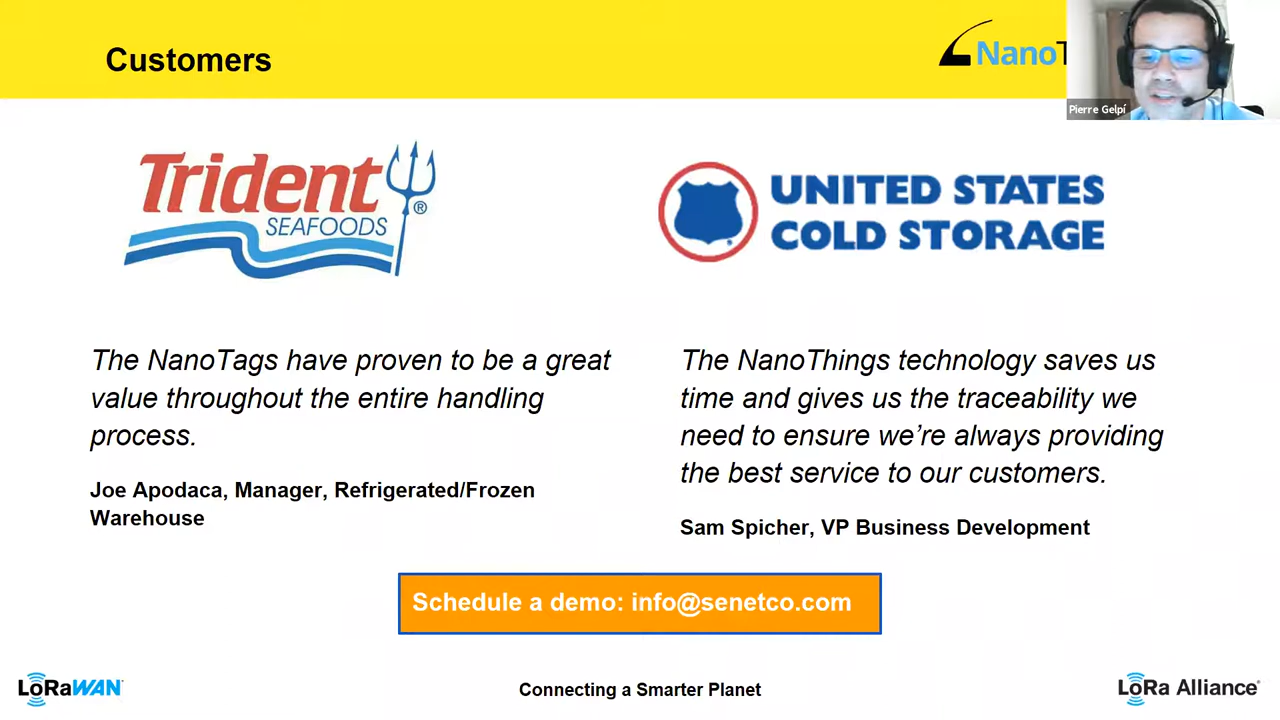 Customers
NanoT
Pierre Gelpí
Trident
SEAFOODS
®
UNITED STATES
COLD STORAGE
The NanoTags have proven to be a great
value throughout the entire handling
process.
Joe Apodaca, Manager, Refrigerated/Frozen
Warehouse
The NanoThings technology saves us
time and gives us the traceability we
need to ensure we’re always providing
the best service to our customers.
Sam Spicher, VP Business Development
Schedule a demo: info@senetco.com
LoRaWAN
Connecting a Smarter Planet
LoRa Alliance